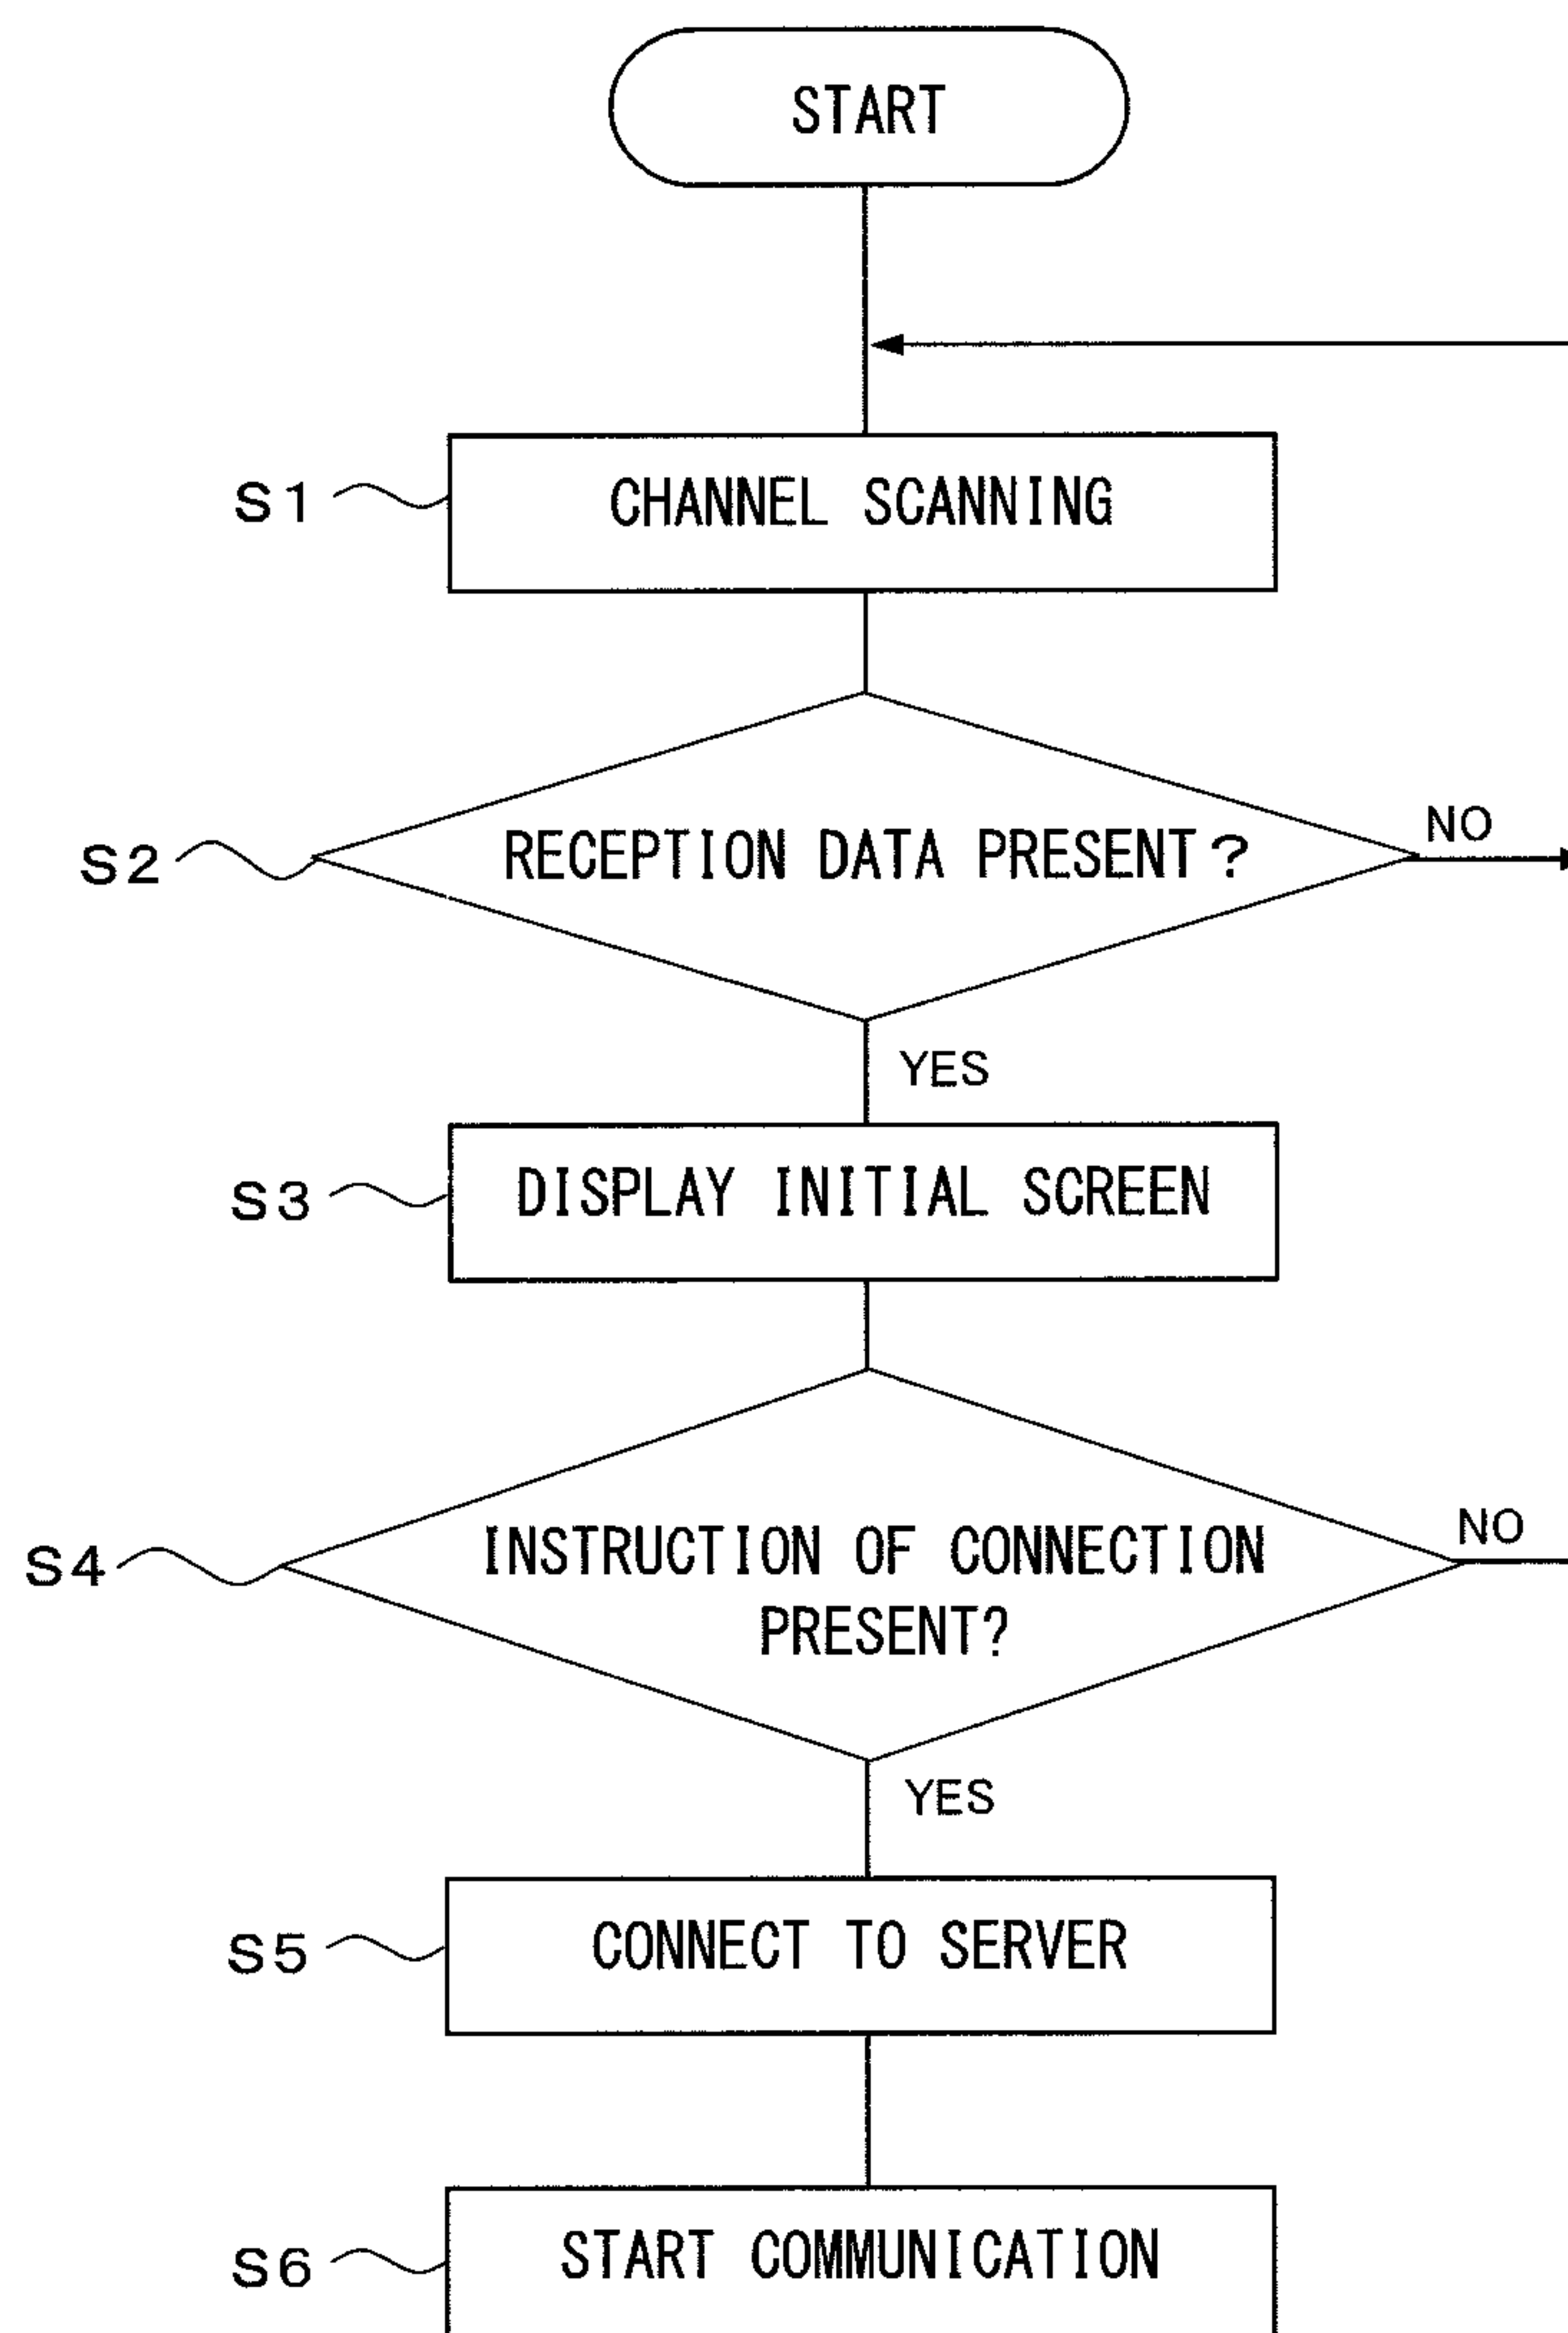 START
S1 CHANNEL SCANNING
S2 RECEPTION DATA PRESENT?
NO
YES
S3 DISPLAY INITIAL SCREEN
S4 INSTRUCTION OF CONNECTION
PRESENT?
NO
YES
S5 CONNECT TO SERVER
S6 START COMMUNICATION